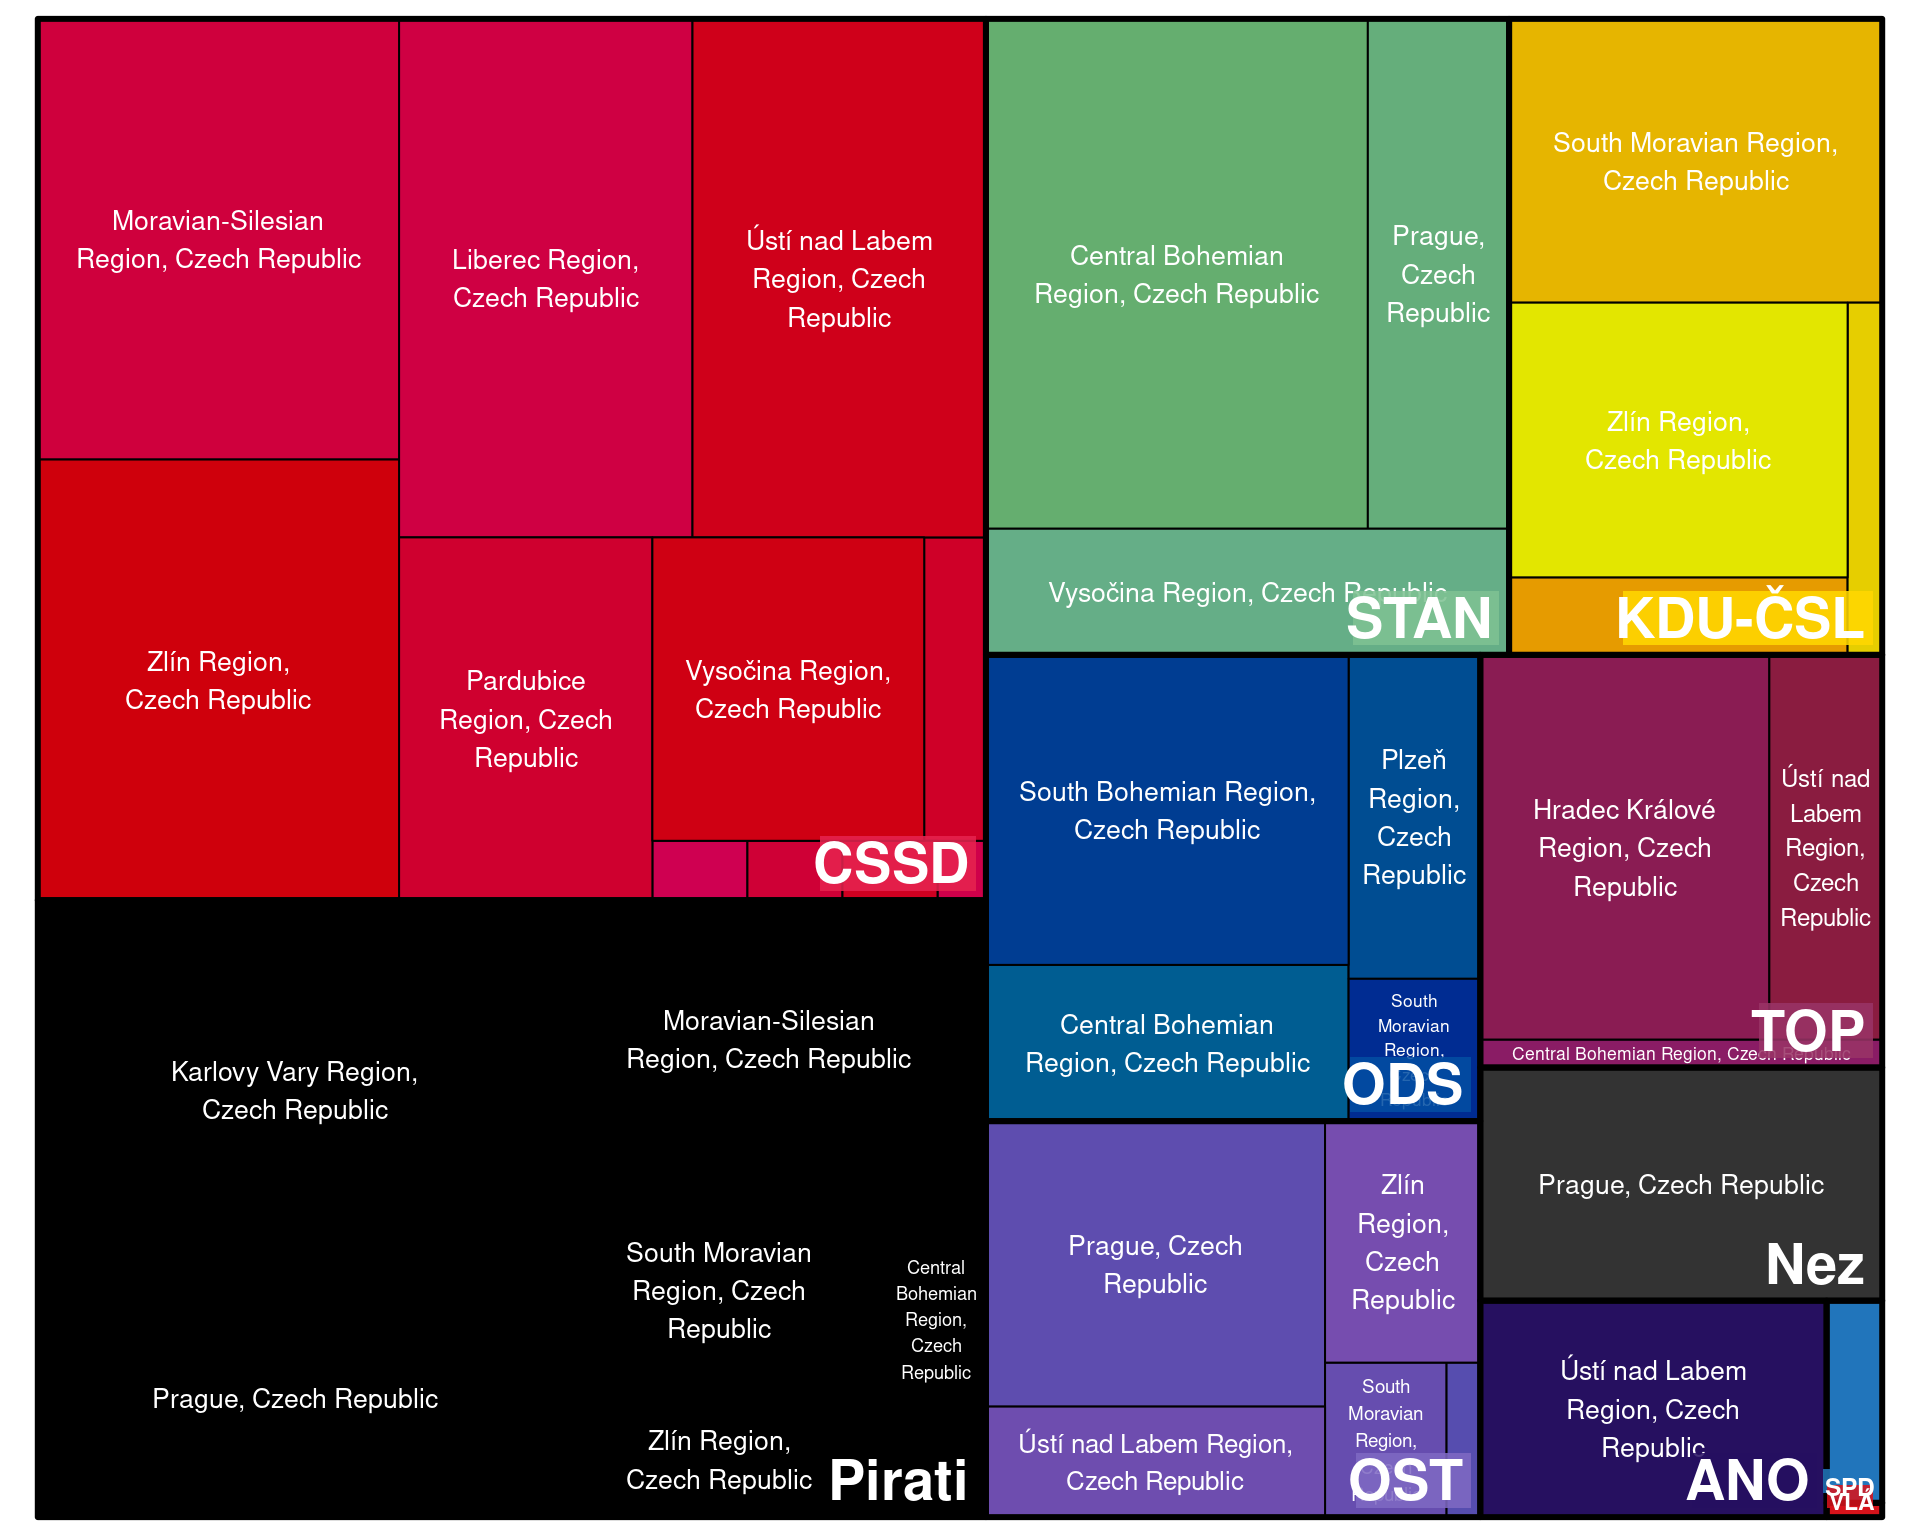 Moravian-Silesian
Region, Czech Republic
Liberec Region,
Czech Republic
Ústí nad Labem
Region, Czech
Republic
Zlín Region,
Czech Republic
Pardubice
Region, Czech
Republic
Vysočina Region,
Czech Republic
CSSD
Central Bohemian
Region, Czech Republic
Prague,
Czech
Republic
Vysočina Region, Czech Republic
STAN
South Moravian Region,
Czech Republic
Zlín Region,
Czech Republic
KDU-ČSL
Karlovy Vary Region,
Czech Republic
Moravian-Silesian
Region, Czech Republic
Prague, Czech Republic
South Moravian
Region, Czech
Republic
Central
Bohemian
Region,
Czech
Republic
Zlín Region,
Czech Republic
Pirati
South Bohemian Region,
Czech Republic
Plzeň
Region,
Czech
Republic
Central Bohemian
Region, Czech Republic
South
Moravian
Region,
ODS
Hradec Králové
Region, Czech
Republic
Ústí nad
Labem
Region,
Czech
Republic
Central Bohemian Region, Czech Republic
TOP
Prague, Czech
Republic
Zlín
Region,
Czech
Republic
Ústí nad Labem Region,
Czech Republic
South
Moravian
Region,
OST
Prague, Czech Republic
Nez
Ústí nad Labem
Region, Czech
Republic
ANO
SPD
VLÁ